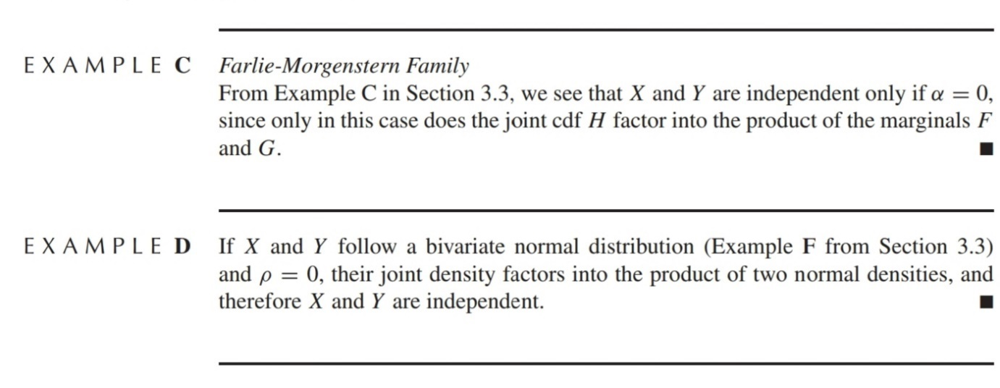 EXAMPLE C Farlie-Morgenstern Family
From Example C in Section 3.3, we see that X and Y are independent only if α = 0,
since only in this case does the joint cdf H factor into the product of the marginals F
and G. ■
EXAMPLE D If X and Y follow a bivariate normal distribution (Example F from Section 3.3)
and ρ = 0, their joint density factors into the product of two normal densities, and
therefore X and Y are independent. ■